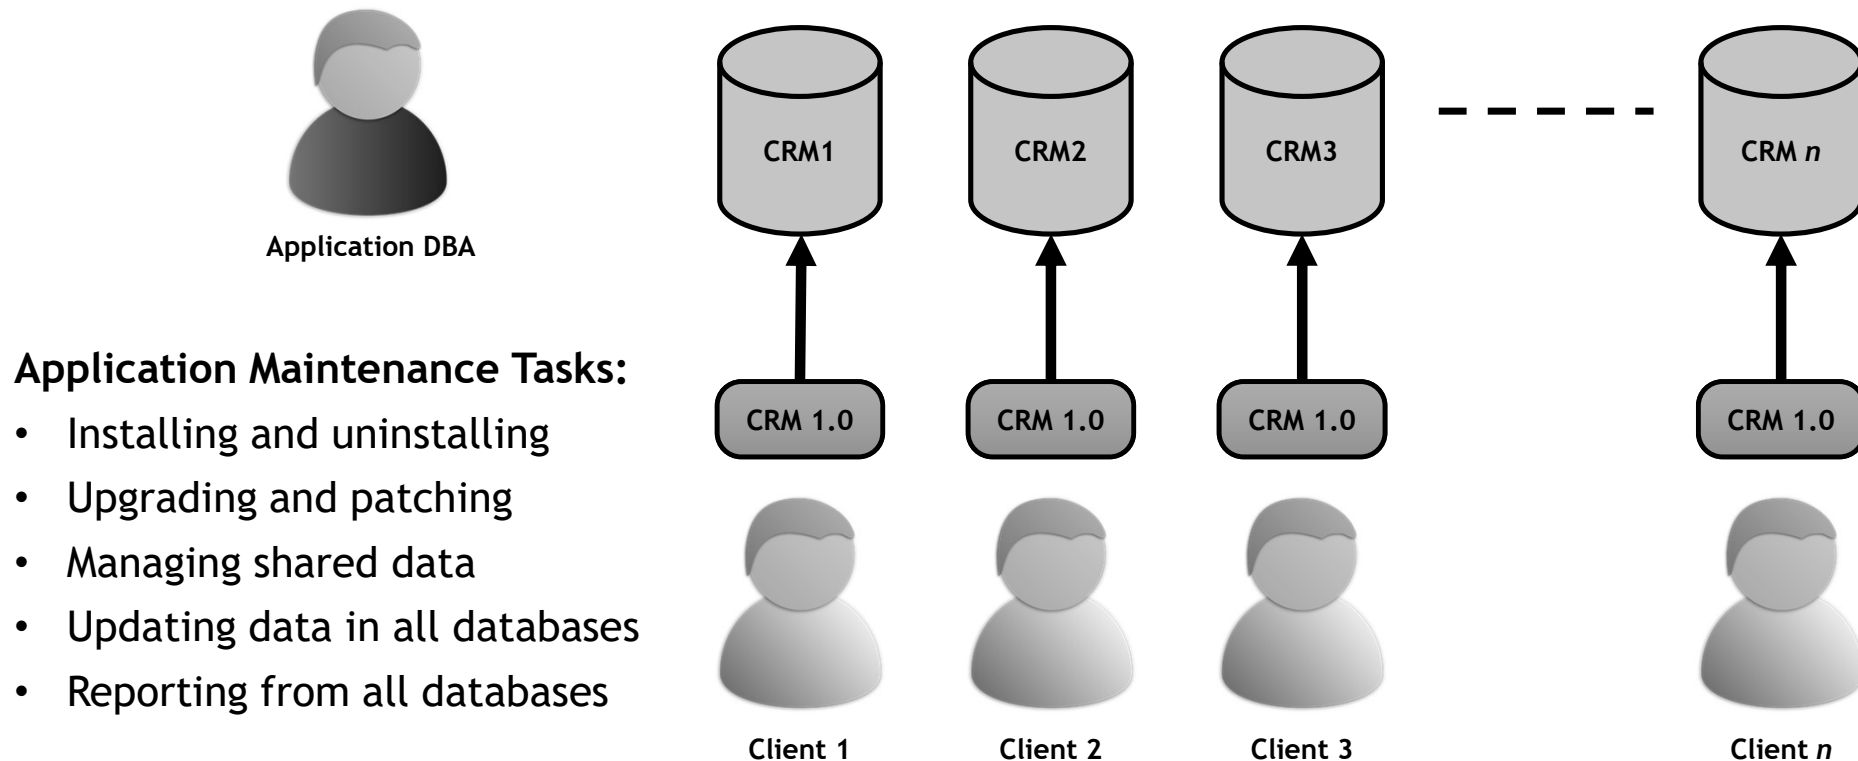 Application DBA
Application Maintenance Tasks:
• Installing and uninstalling
• Upgrading and patching
• Managing shared data
• Updating data in all databases
• Reporting from all databases
CRM1
CRM2
CRM3
CRM n
CRM 1.0
CRM 1.0
CRM 1.0
CRM 1.0
Client 1
Client 2
Client 3
Client n